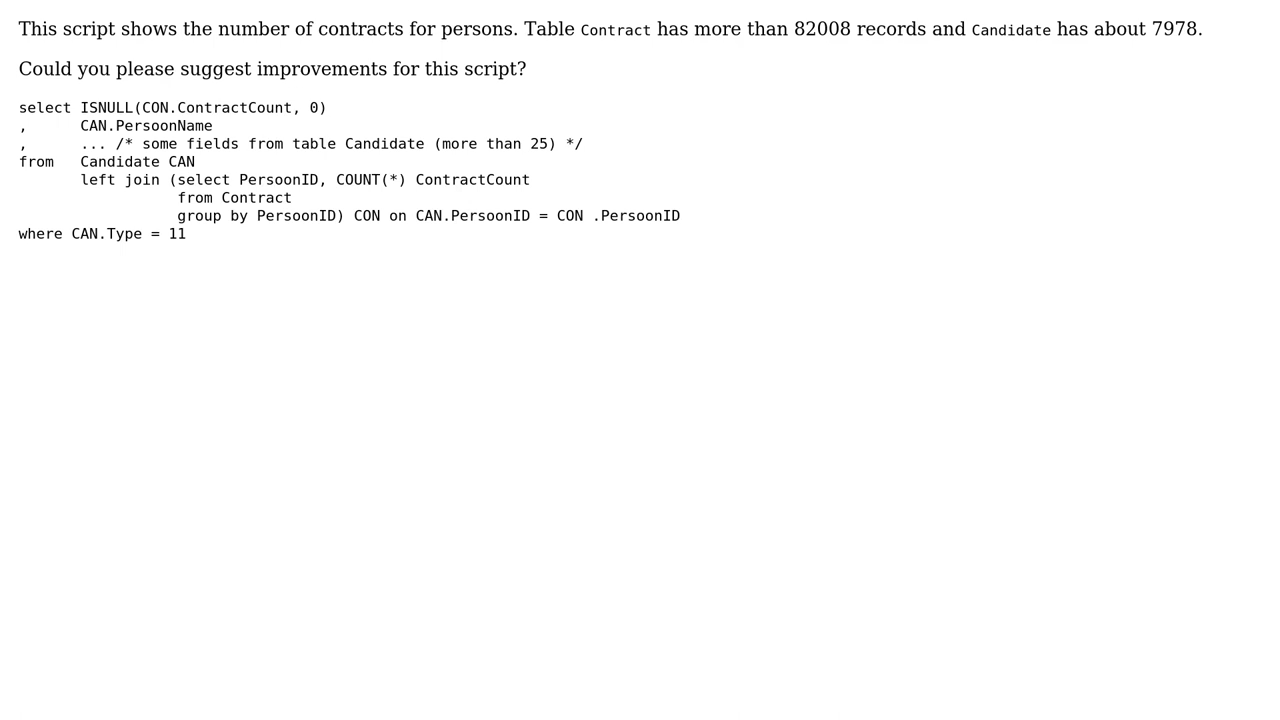 This script shows the number of contracts for persons. Table Contract has more than 82008 records and Candidate has about 7978.
Could you please suggest improvements for this script?
select ISNULL(CON.ContractCount, 0)
,      CAN.PersoonName
,      ... /* some fields from table Candidate (more than 25) */
from   Candidate CAN
       left join (select PersoonID, COUNT(*) ContractCount
                  from Contract
                  group by PersoonID) CON on CAN.PersoonID = CON .PersoonID
where CAN.Type = 11